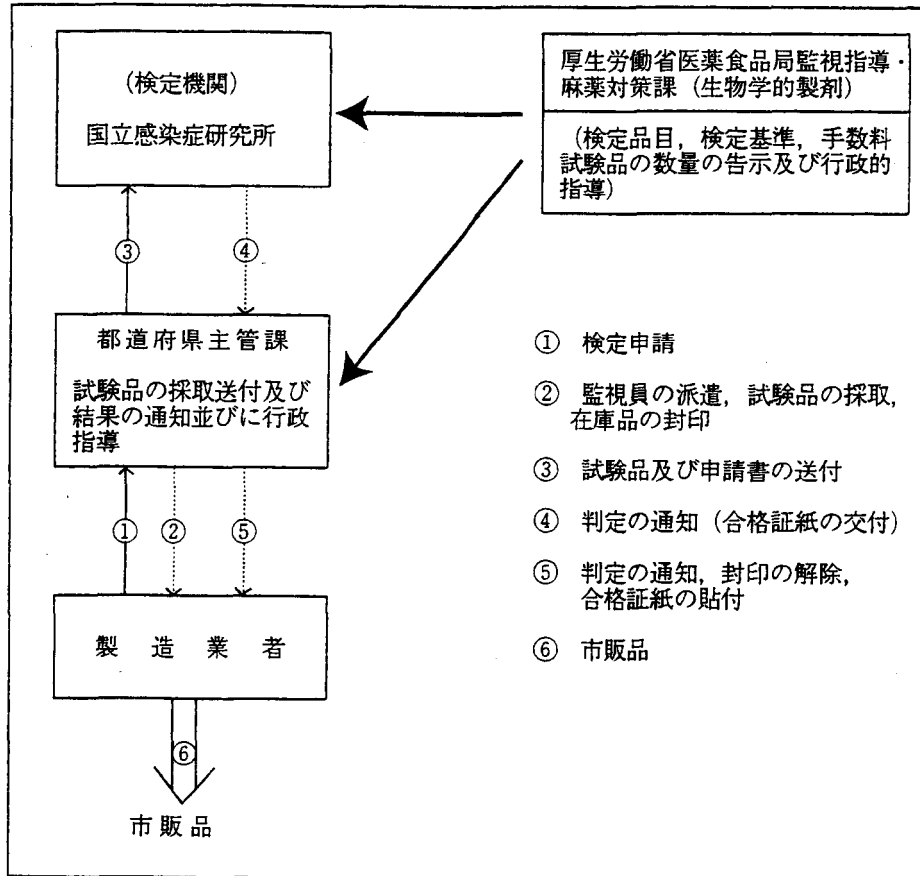 (検定機関)
国立感染症研究所
厚生労働省医薬食品局監視指導・
麻薬対策課(生物学的製剤)
(検定品目,検定基準,手数料
試験品の数量の告示及び行政的
指導)
③
④
都道府県主管課
試験品の採取送付及び
結果の通知並びに行政
指導
①
②
⑤
製造業者
⑥
市販品
① 検定申請
② 監視員の派遣,試験品の採取,
在庫品の封印
③ 試験品及び申請書の送付
④ 判定の通知(合格証紙の交付)
⑤ 判定の通知,封印の解除,
合格証紙の貼付
⑥ 市販品